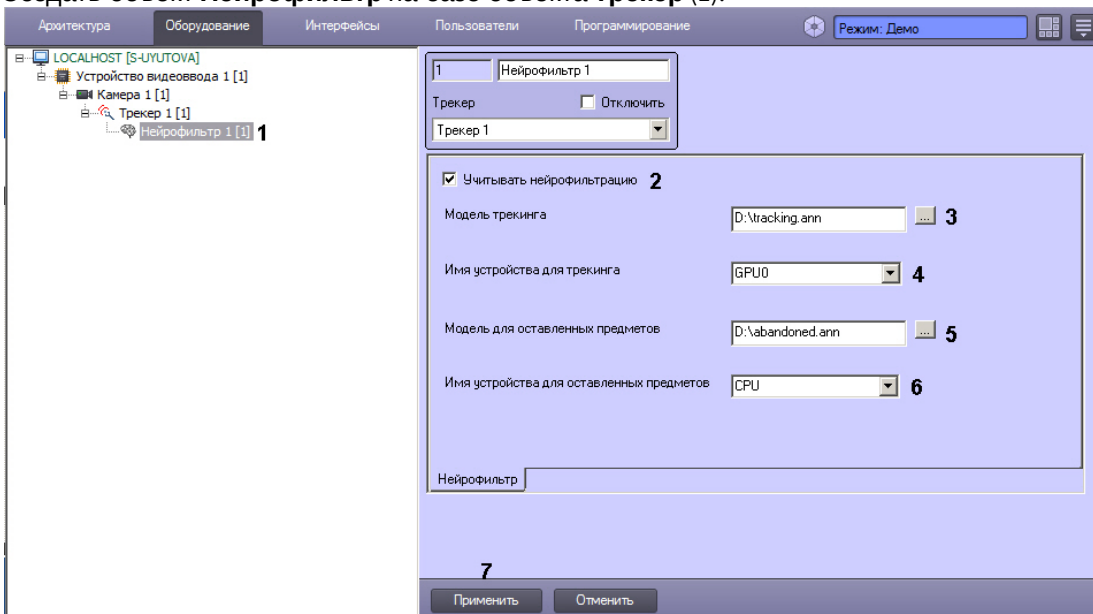 Создать объект Нейрофильтр на базе объекта Трекер (1).
Архитектура Оборудование Интерфейсы Пользователи Программирование Режим: Демо
LOCALHOST [S-UYUTOVA]
Устройство видеоввода 1 [1]
Камера 1 [1]
Трекер 1 [1]
Нейрофильтр 1 [1] 1
1 Нейрофильтр 1
Трекер Отключить
Трекер 1
Учитывать нейрофильтрацию 2
Модель трекинга D:\tracking.ann ... 3
Имя устройства для трекинга GPU0 4
Модель для оставленных предметов D:\abandoned.ann ... 5
Имя устройства для оставленных предметов CPU 6
Нейрофильтр
7
Применить Отменить